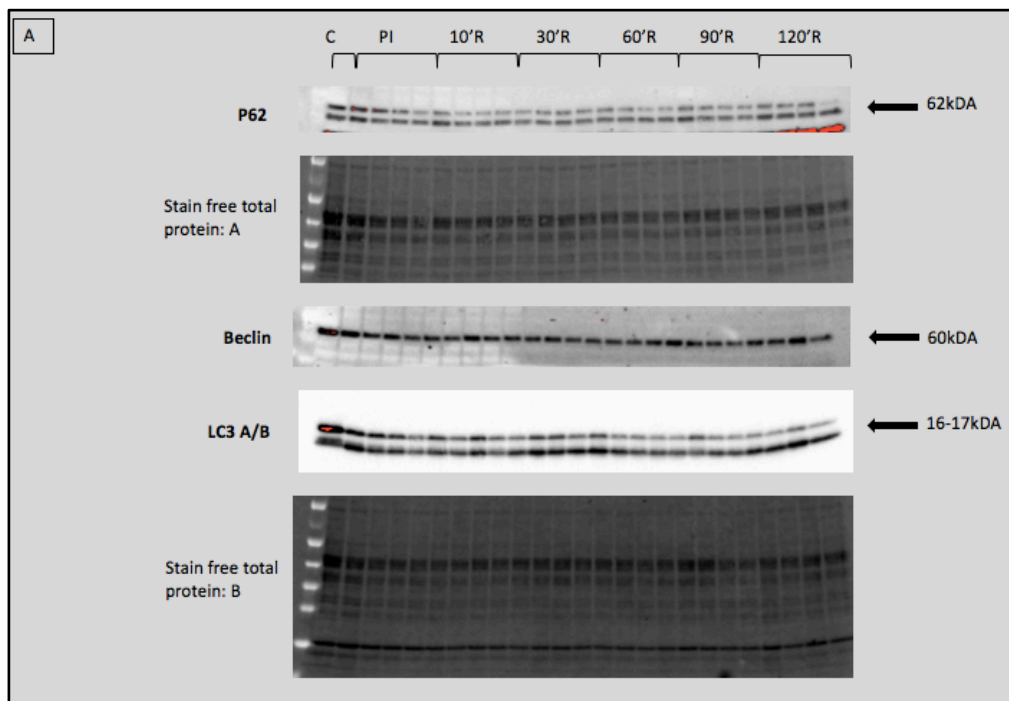 A
C PI 10'R 30'R 60'R 90'R 120'R
P62
62kDA
Stain free total
protein: A
Beclin
60kDA
LC3 A/B
16-17kDA
Stain free total
protein: B